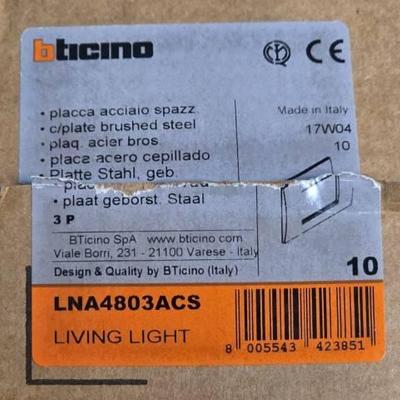 bticino
CE
• placca acciaio spazz.
• c/plate brushed steel
• plaq. acier bros
• placa acero cepillado
• Platte Stahl, geb.
• plaat geborst. Staal
3 P
Made in Italy
17W04
10
BTicino SpA www.bticino.com
Viale Borri, 231 - 21100 Varese - Italy
Design & Quality by BTicino (Italy)
10
LNA4803ACS
LIVING LIGHT
8 005543 423851